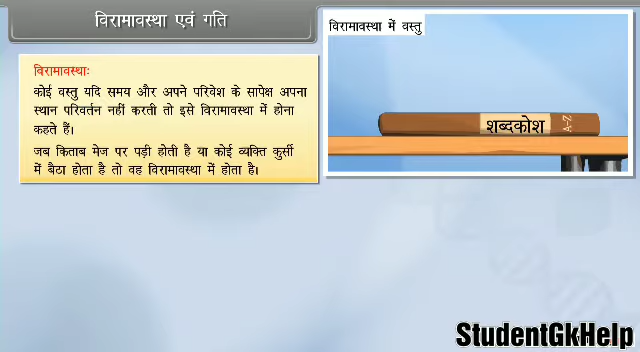 विरामावस्था एवं गति
विरामावस्थाः
कोई वस्तु यदि समय और अपने परिवेश के सापेक्ष अपना
स्थान परिवर्तन नहीं करती तो इसे विरामावस्था में होना
कहते हैं।
जब किताब मेज पर पड़ी होती है या कोई व्यक्ति कुर्सी
में बैठा होता है तो वह विरामावस्था में होता है।
विरामावस्था में वस्तु
शब्दकोश
A-Z
StudentGkHelp